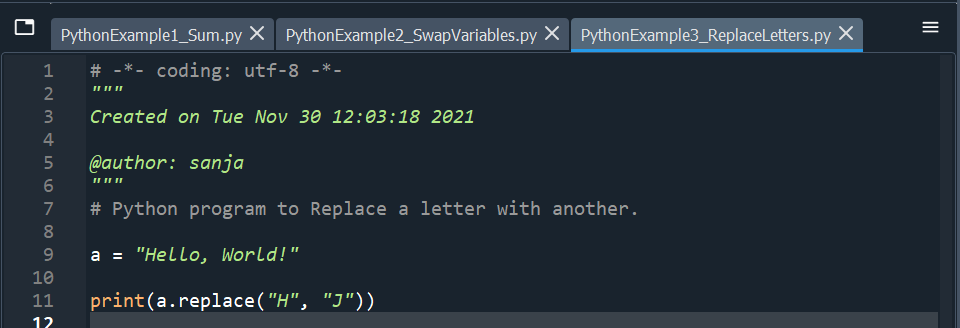 PythonExample1_Sum.py PythonExample2_SwapVariables.py PythonExample3_ReplaceLetters.py
1 # -*- coding: utf-8 -*-
2 """
3 Created on Tue Nov 30 12:03:18 2021
4
5 @author: sanja
6 """
7 # Python program to Replace a letter with another.
8
9 a = "Hello, World!"
10
11 print(a.replace("H", "J"))
12